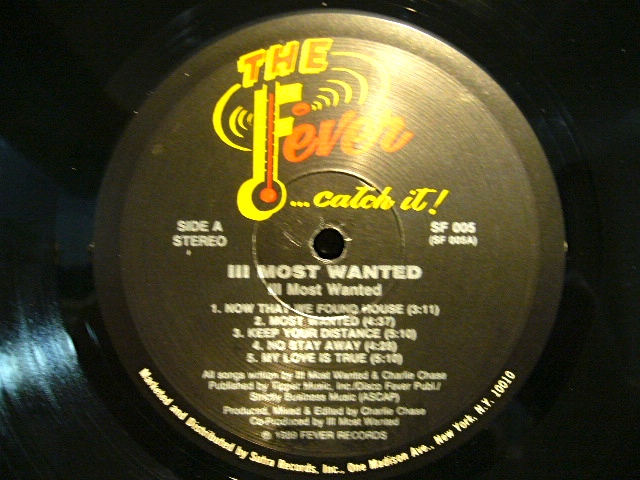 THE
Fever
...catch it!
SIDE A
STEREO
SF 005
(SF 005A)
III MOST WANTED
III Most Wanted
1. NOW THAT WE FOUND HOUSE (3:11)
2. MOST WANTED (4:37)
3. KEEP YOUR DISTANCE (5:10)
4. NO STAY AWAY (4:25)
5. MY LOVE IS TRUE (5:10)
All songs written by III Most Wanted & Charlie Chase
Published by Tipper Music, Inc./Disco Fever Publ./
Strictly Business Music (ASCAP)
Produced, Mixed & Edited by Charlie Chase
Co-Produced by III Most Wanted
℗ 1989 FEVER RECORDS
Marketed and Distributed by Sutra Records, Inc., One Madison Ave., New York, N.Y. 10010